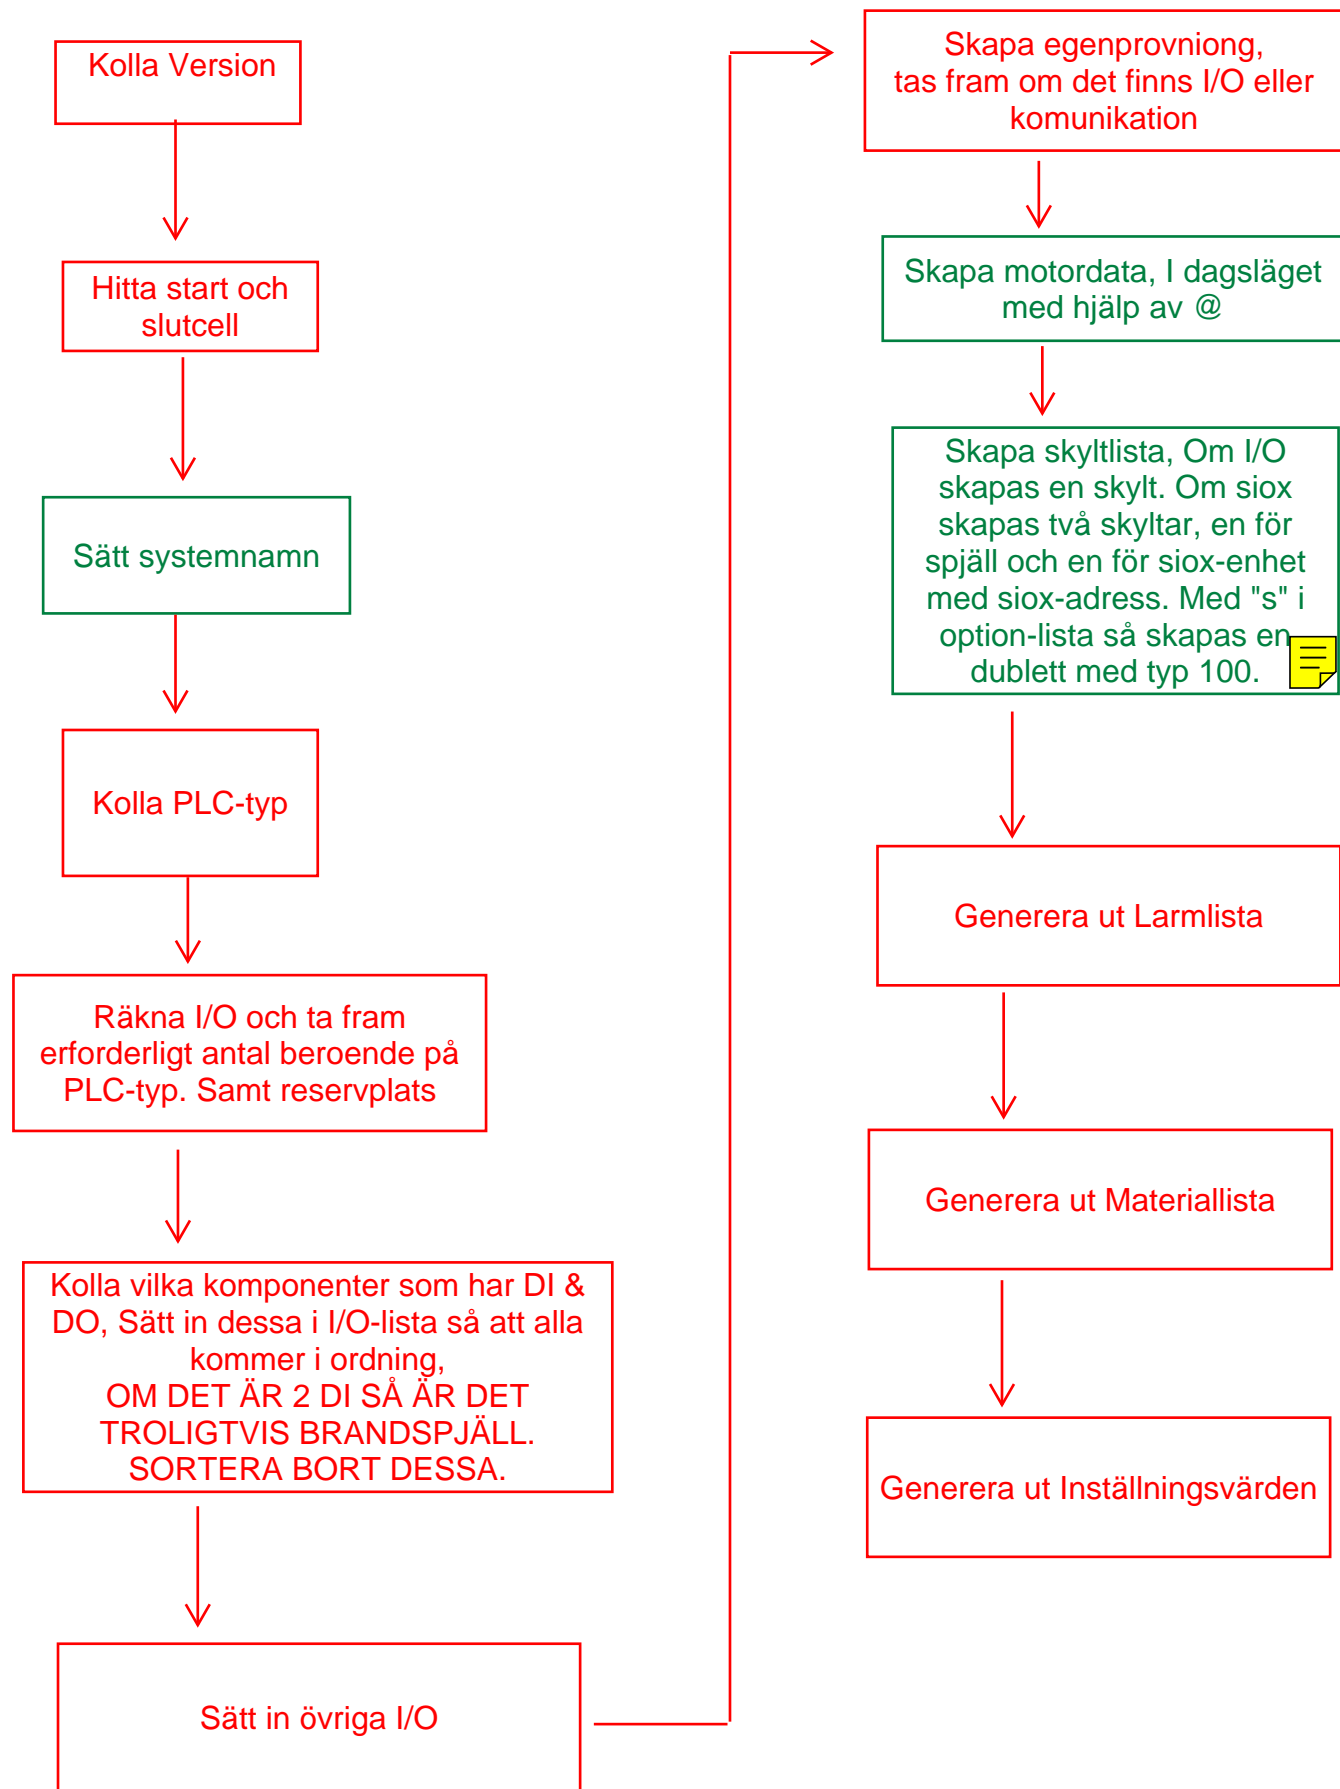 Kolla Version
Hitta start och
slutcell
Sätt systemnamn
Kolla PLC-typ
Räkna I/O och ta fram
erforderligt antal beroende på
PLC-typ. Samt reservplats
Kolla vilka komponenter som har DI &
DO, Sätt in dessa i I/O-lista så att alla
kommer i ordning,
OM DET ÄR 2 DI SÅ ÄR DET
TROLIGTVIS BRANDSPJÄLL.
SORTERA BORT DESSA.
Sätt in övriga I/O
Skapa egenprovniong,
tas fram om det finns I/O eller
komunikation
Skapa motordata, I dagsläget
med hjälp av @
Skapa skyltlista, Om I/O
skapas en skylt. Om siox
skapas två skyltar, en för
spjäll och en för siox-enhet
med siox-adress. Med "s" i
option-lista så skapas en
dublett med typ 100.
Generera ut Larmlista
Generera ut Materiallista
Generera ut Inställningsvärden